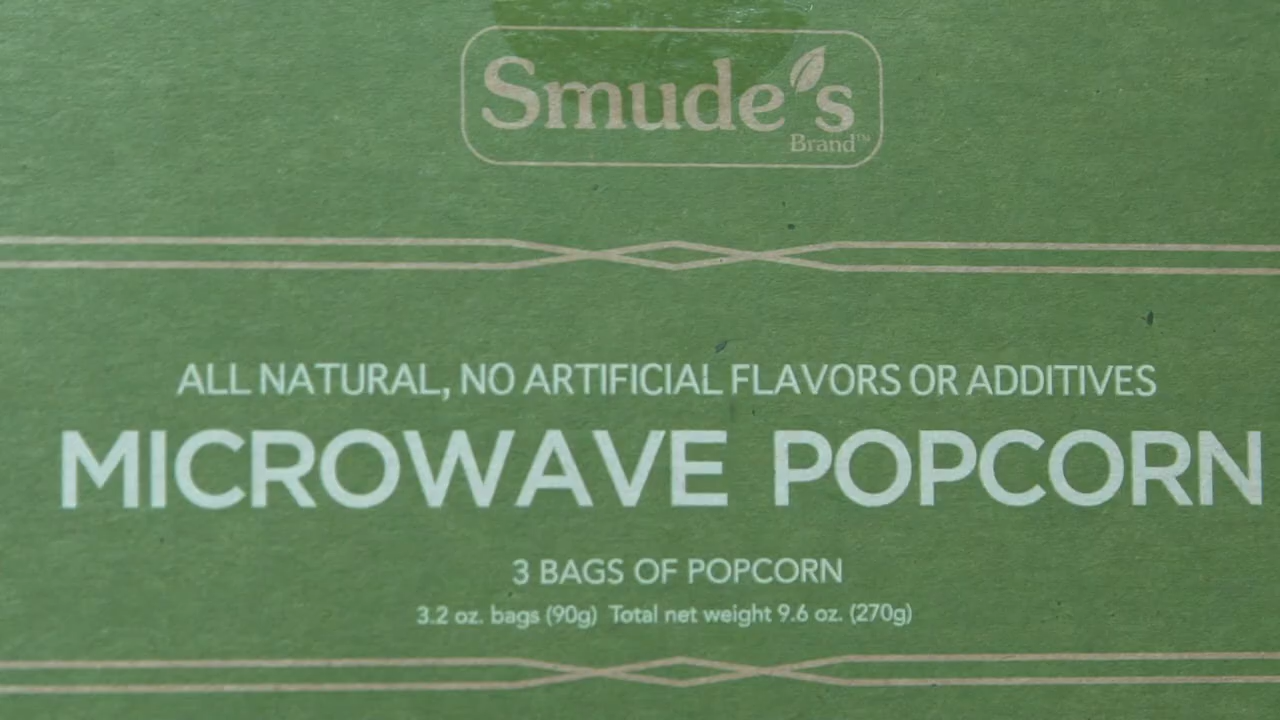 Smude's
Brand™
ALL NATURAL, NO ARTIFICIAL FLAVORS OR ADDITIVES
MICROWAVE POPCORN
3 BAGS OF POPCORN
3.2 oz. bags (90g) Total net weight 9.6 oz. (270g)